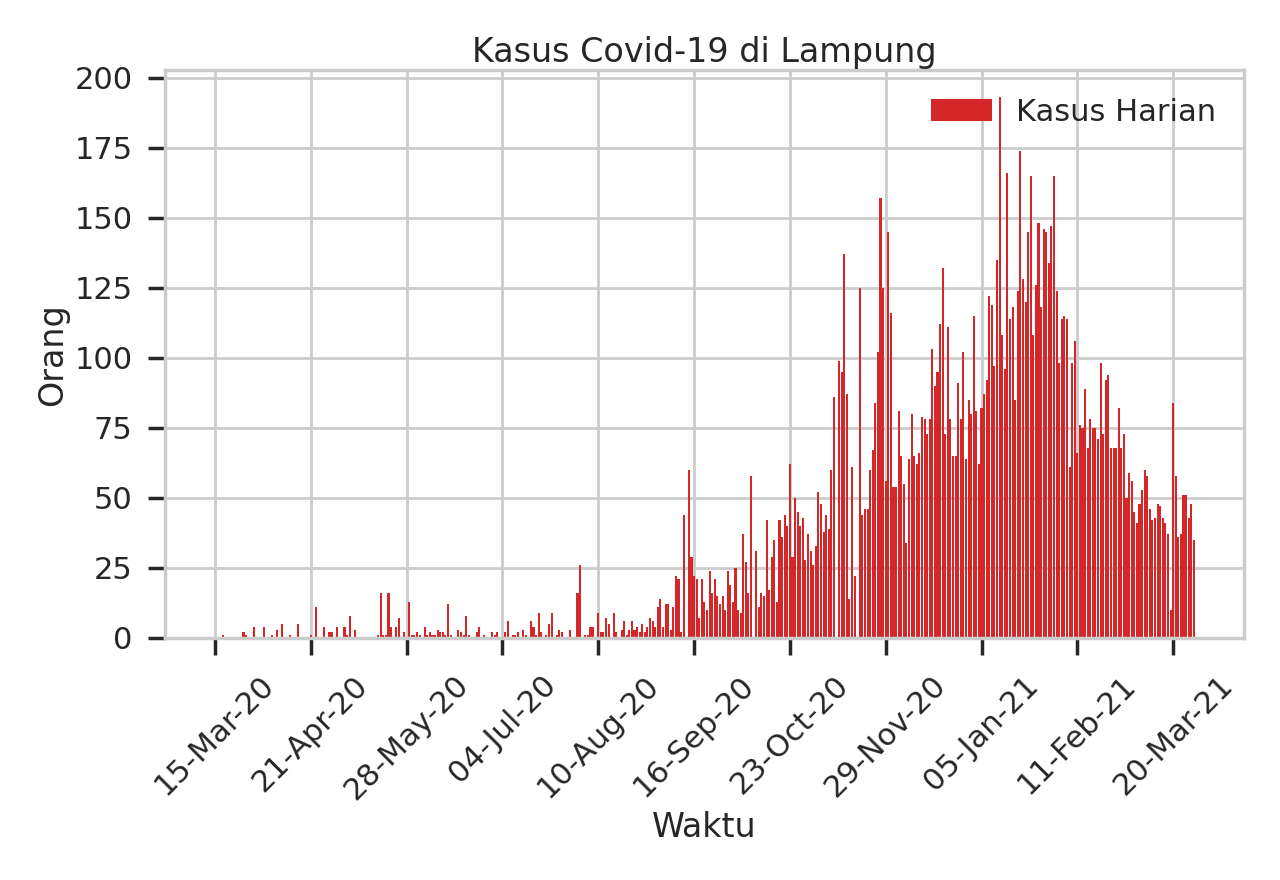 Kasus Covid-19 di Lampung
Kasus Harian
Orang
200
175
150
125
100
75
50
25
0
15-Mar-20
21-Apr-20
28-May-20
04-Jul-20
10-Aug-20
16-Sep-20
23-Oct-20
29-Nov-20
05-Jan-21
11-Feb-21
20-Mar-21
Waktu